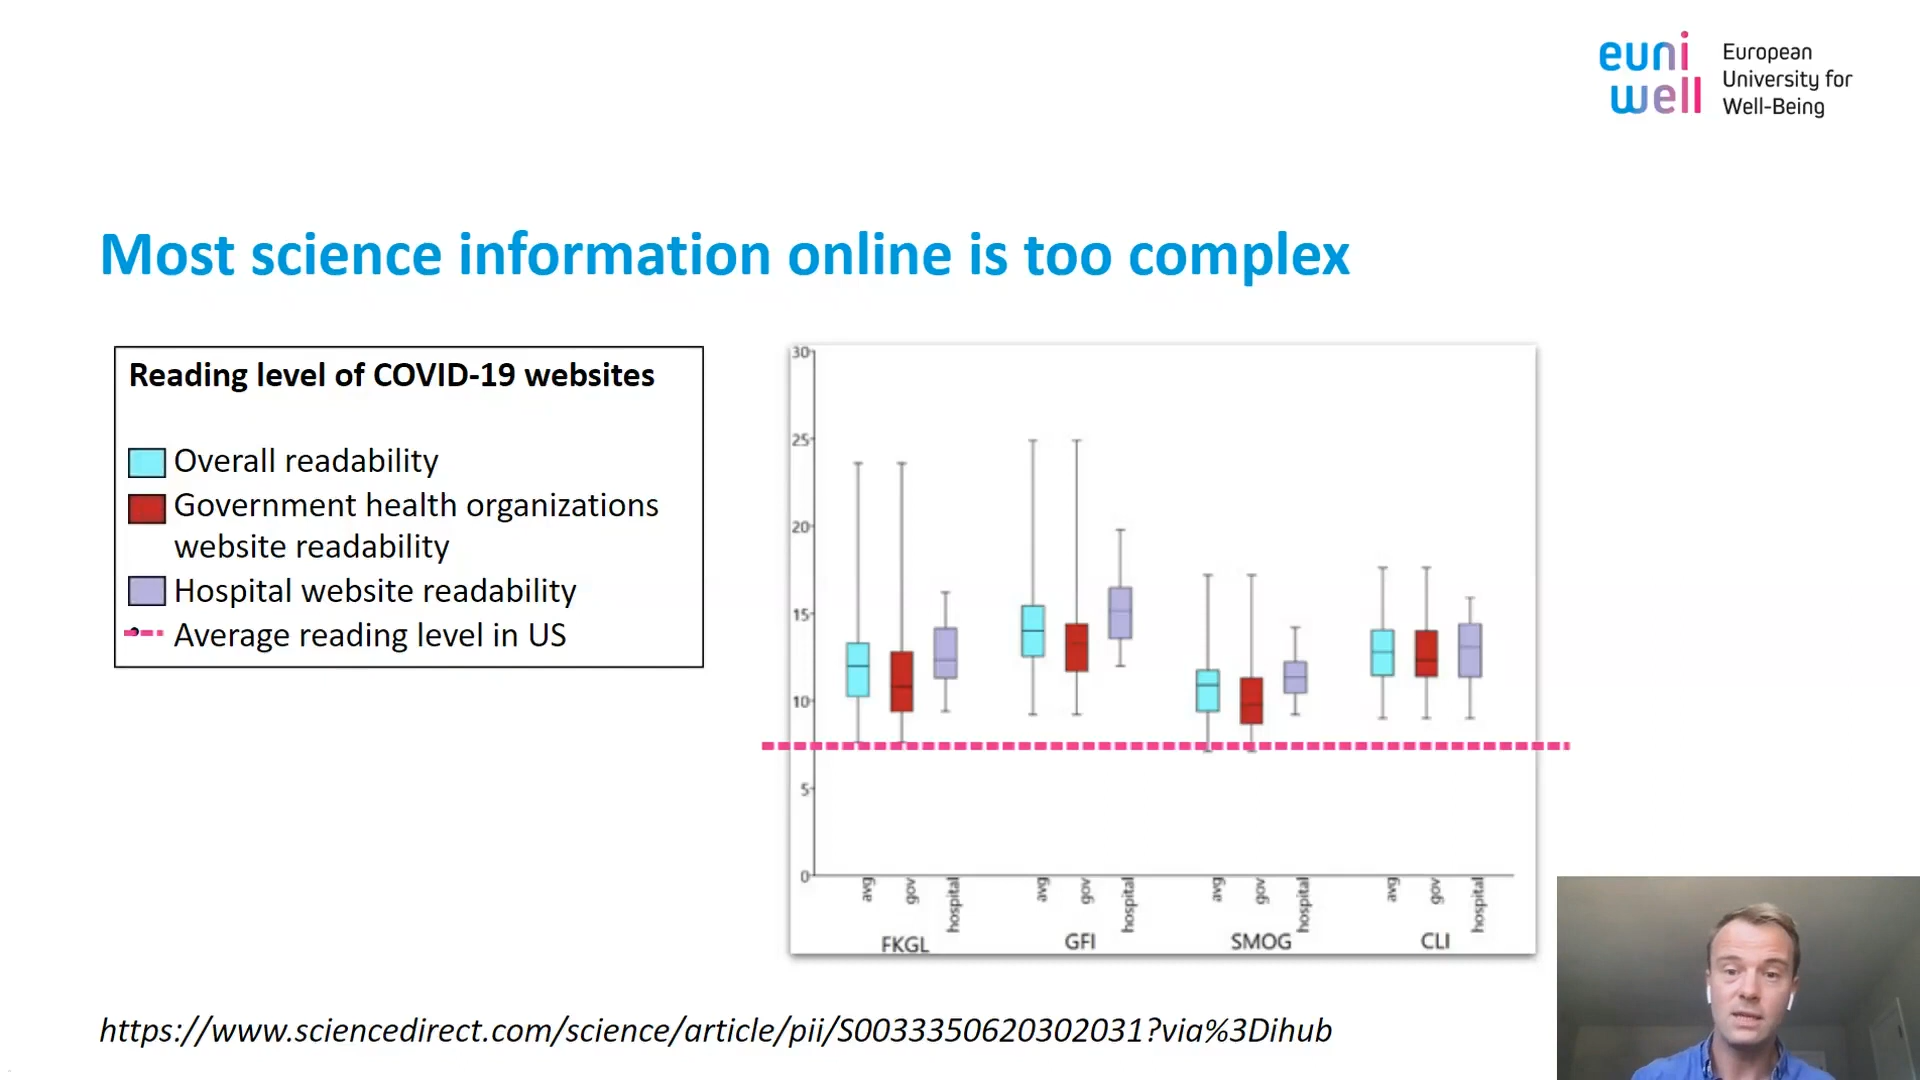 euni
well
European
University for
Well-Being
Most science information online is too complex
Reading level of COVID-19 websites
Overall readability
Government health organizations
website readability
Hospital website readability
Average reading level in US
30
25
20
15
10
5
0
avg
gov
hospital
avg
gov
hospital
avg
gov
hospital
avg
gov
hospital
FKGL
GFI
SMOG
CLI
https://www.sciencedirect.com/science/article/pii/S0033350620302031?via%3Dihub